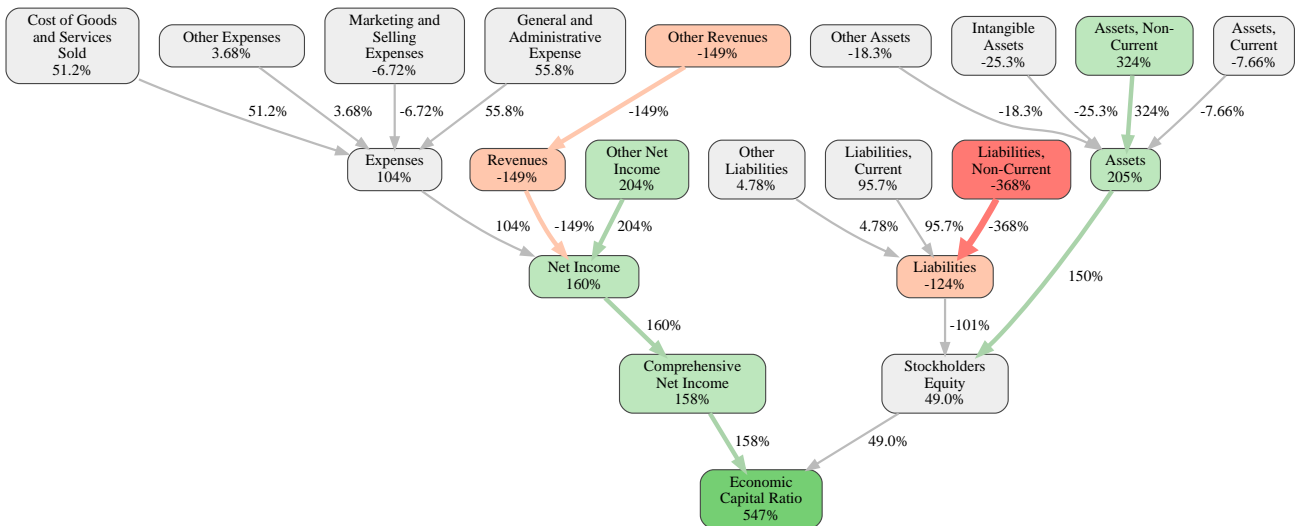 Cost of Goods
and Services
Sold
51.2%
Other Expenses
3.68%
Marketing and
Selling
Expenses
-6.72%
General and
Administrative
Expense
55.8%
Other Revenues
-149%
Other Assets
-18.3%
Intangible
Assets
-25.3%
Assets, Non-
Current
324%
Assets,
Current
-7.66%
51.2%
3.68%
-6.72%
55.8%
-149%
-18.3%
-25.3%
324%
-7.66%
Expenses
104%
Revenues
-149%
Other Net
Income
204%
Other
Liabilities
4.78%
Liabilities,
Current
95.7%
Liabilities,
Non-Current
-368%
Assets
205%
104%
-149%
204%
4.78%
95.7%
-368%
Net Income
160%
Liabilities
-124%
150%
160%
-101%
Comprehensive
Net Income
158%
Stockholders
Equity
49.0%
158%
49.0%
Economic
Capital Ratio
547%